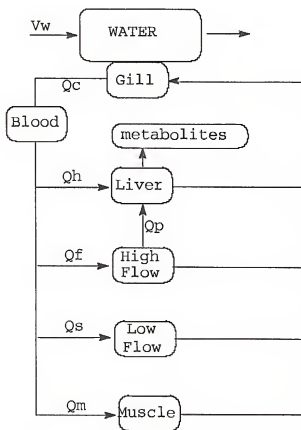 Vw
WATER
Qc
Gill
Blood
metabolites
Qh
Liver
Qp
Qf
High
Flow
Qs
Low
Flow
Qm
Muscle